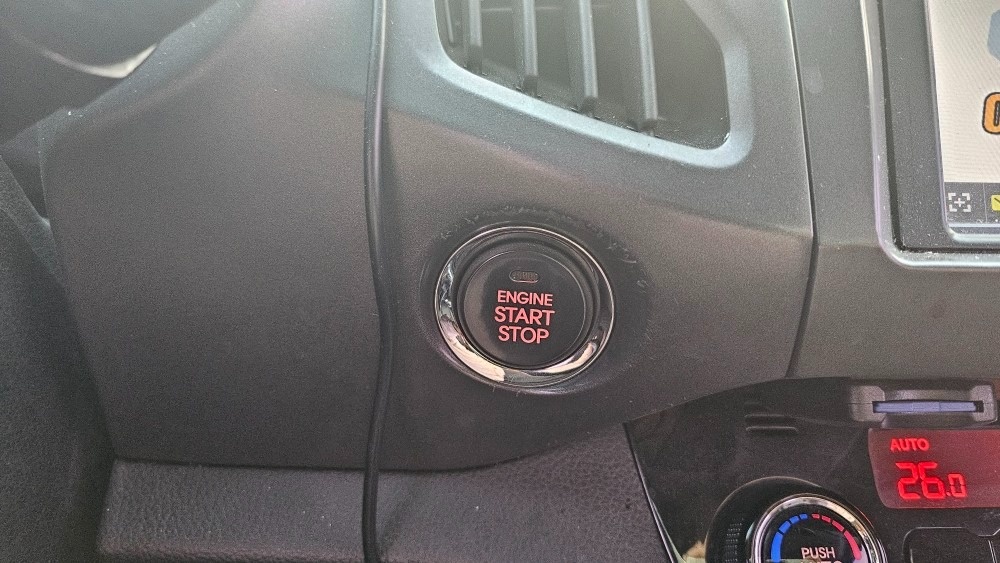 ENGINE
START
STOP
AUTO
26.0
PUSH